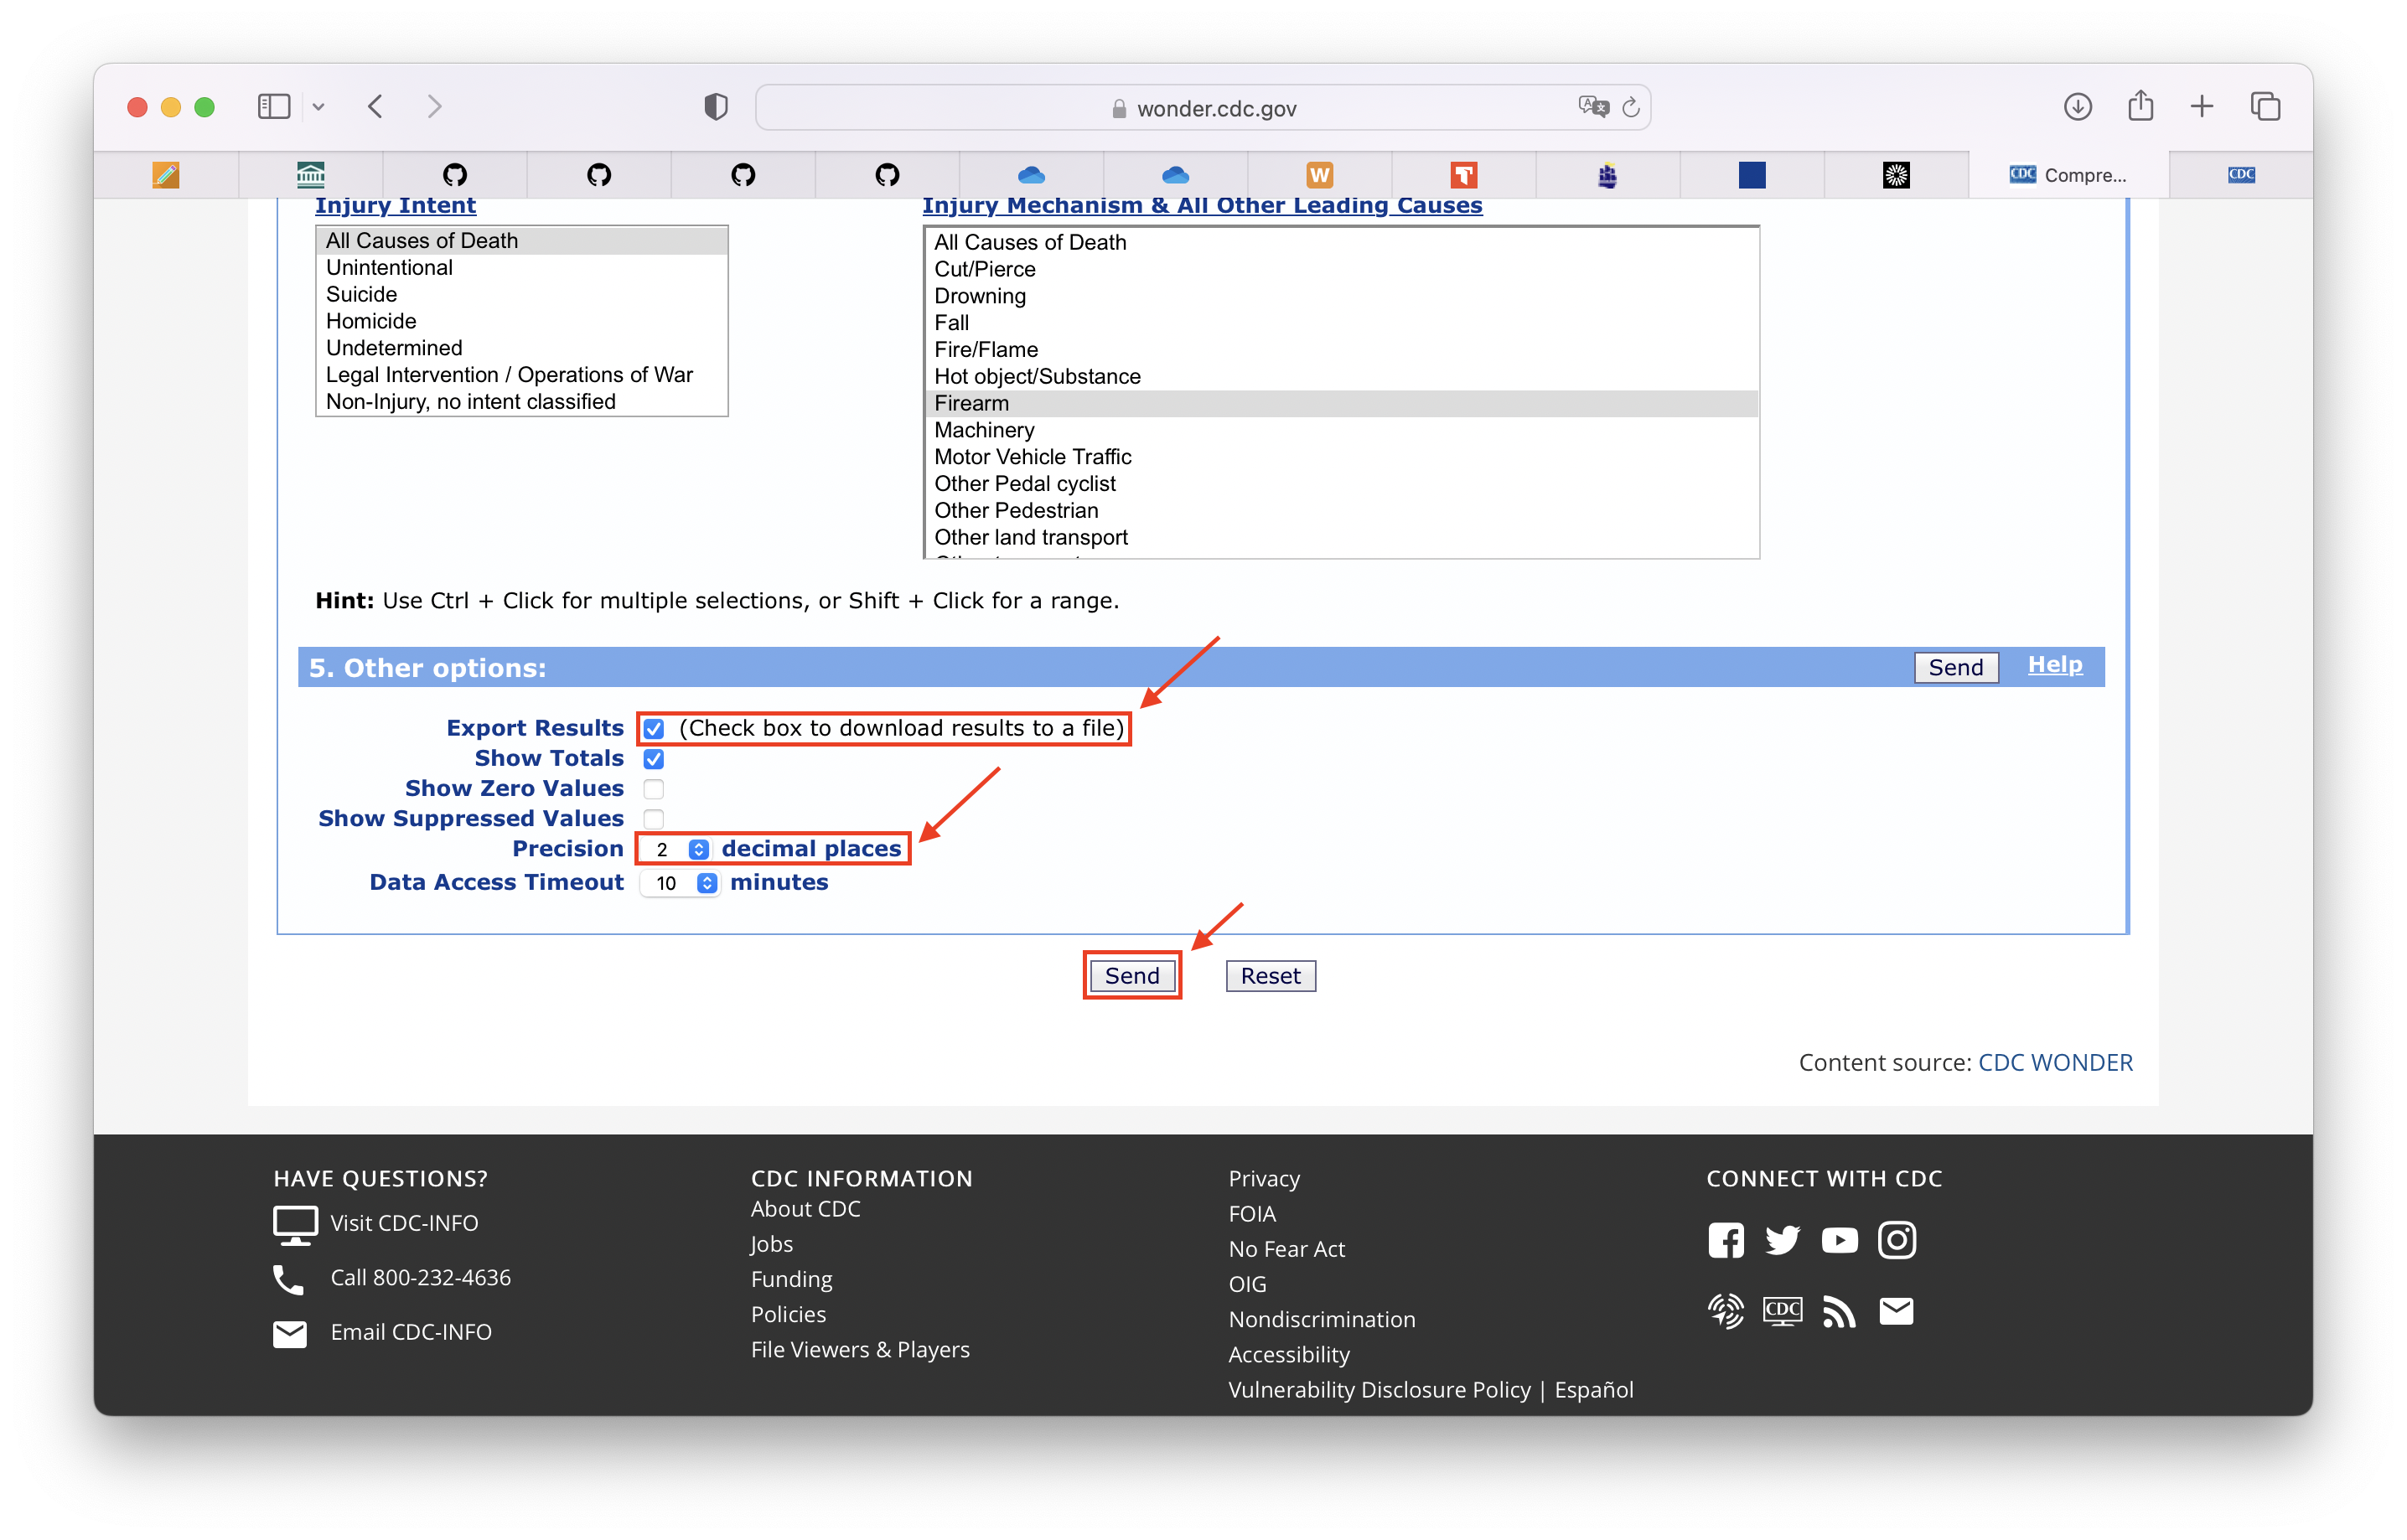 wonder.cdc.gov
W
CDC Compre...
CDC
Injury Intent
All Causes of Death
Unintentional
Suicide
Homicide
Undetermined
Legal Intervention / Operations of War
Non-Injury, no intent classified
Injury Mechanism & All Other Leading Causes
All Causes of Death
Cut/Pierce
Drowning
Fall
Fire/Flame
Hot object/Substance
Firearm
Machinery
Motor Vehicle Traffic
Other Pedal cyclist
Other Pedestrian
Other land transport
Hint: Use Ctrl + Click for multiple selections, or Shift + Click for a range.
5. Other options:
Send Help
Export Results (Check box to download results to a file)
Show Totals
Show Zero Values
Show Suppressed Values
Precision 2 decimal places
Data Access Timeout 10 minutes
Send Reset
Content source: CDC WONDER
HAVE QUESTIONS?
Visit CDC-INFO
Call 800-232-4636
Email CDC-INFO
CDC INFORMATION
About CDC
Jobs
Funding
Policies
File Viewers & Players
Privacy
FOIA
No Fear Act
OIG
Nondiscrimination
Accessibility
Vulnerability Disclosure Policy | Español
CONNECT WITH CDC
CDC